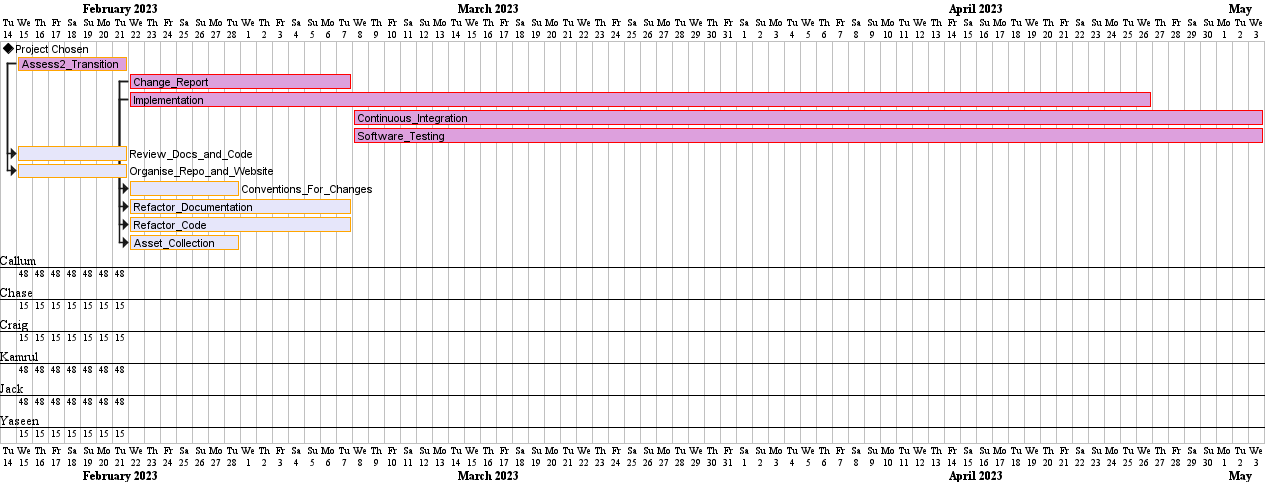 February 2023 March 2023 April 2023 May
Tu We Th Fr Sa Su Mo Tu We Th Fr Sa Su Mo Tu We Th Fr Sa Su Mo Tu We Th Fr Sa Su Mo Tu We Th Fr Sa Su Mo Tu We Th Fr Sa Su Mo Tu We Th Fr Sa Su Mo Tu We Th Fr Sa Su Mo Tu We Th Fr Sa Su Mo Tu We Th Fr Sa Su Mo Tu We Th Fr Sa Su Mo Tu We
14 15 16 17 18 19 20 21 22 23 24 25 26 27 28 1 2 3 4 5 6 7 8 9 10 11 12 13 14 15 16 17 18 19 20 21 22 23 24 25 26 27 28 29 30 31 1 2 3 4 5 6 7 8 9 10 11 12 13 14 15 16 17 18 19 20 21 22 23 24 25 26 27 28 29 30 1 2 3
Project Chosen
Assess2_Transition
Change_Report
Implementation
Continuous_Integration
Software_Testing
Review_Docs_and_Code
Organise_Repo_and_Website
Conventions_For_Changes
Refactor_Documentation
Refactor_Code
Asset_Collection
Callum
48 48 48 48 48 48 48
Chase
15 15 15 15 15 15 15
Craig
15 15 15 15 15 15 15
Kamrul
48 48 48 48 48 48 48
Jack
48 48 48 48 48 48 48
Yaseen
15 15 15 15 15 15 15
Tu We Th Fr Sa Su Mo Tu We Th Fr Sa Su Mo Tu We Th Fr Sa Su Mo Tu We Th Fr Sa Su Mo Tu We Th Fr Sa Su Mo Tu We Th Fr Sa Su Mo Tu We Th Fr Sa Su Mo Tu We Th Fr Sa Su Mo Tu We Th Fr Sa Su Mo Tu We Th Fr Sa Su Mo Tu We Th Fr Sa Su Mo Tu We
14 15 16 17 18 19 20 21 22 23 24 25 26 27 28 1 2 3 4 5 6 7 8 9 10 11 12 13 14 15 16 17 18 19 20 21 22 23 24 25 26 27 28 29 30 31 1 2 3 4 5 6 7 8 9 10 11 12 13 14 15 16 17 18 19 20 21 22 23 24 25 26 27 28 29 30 1 2 3
February 2023 March 2023 April 2023 May